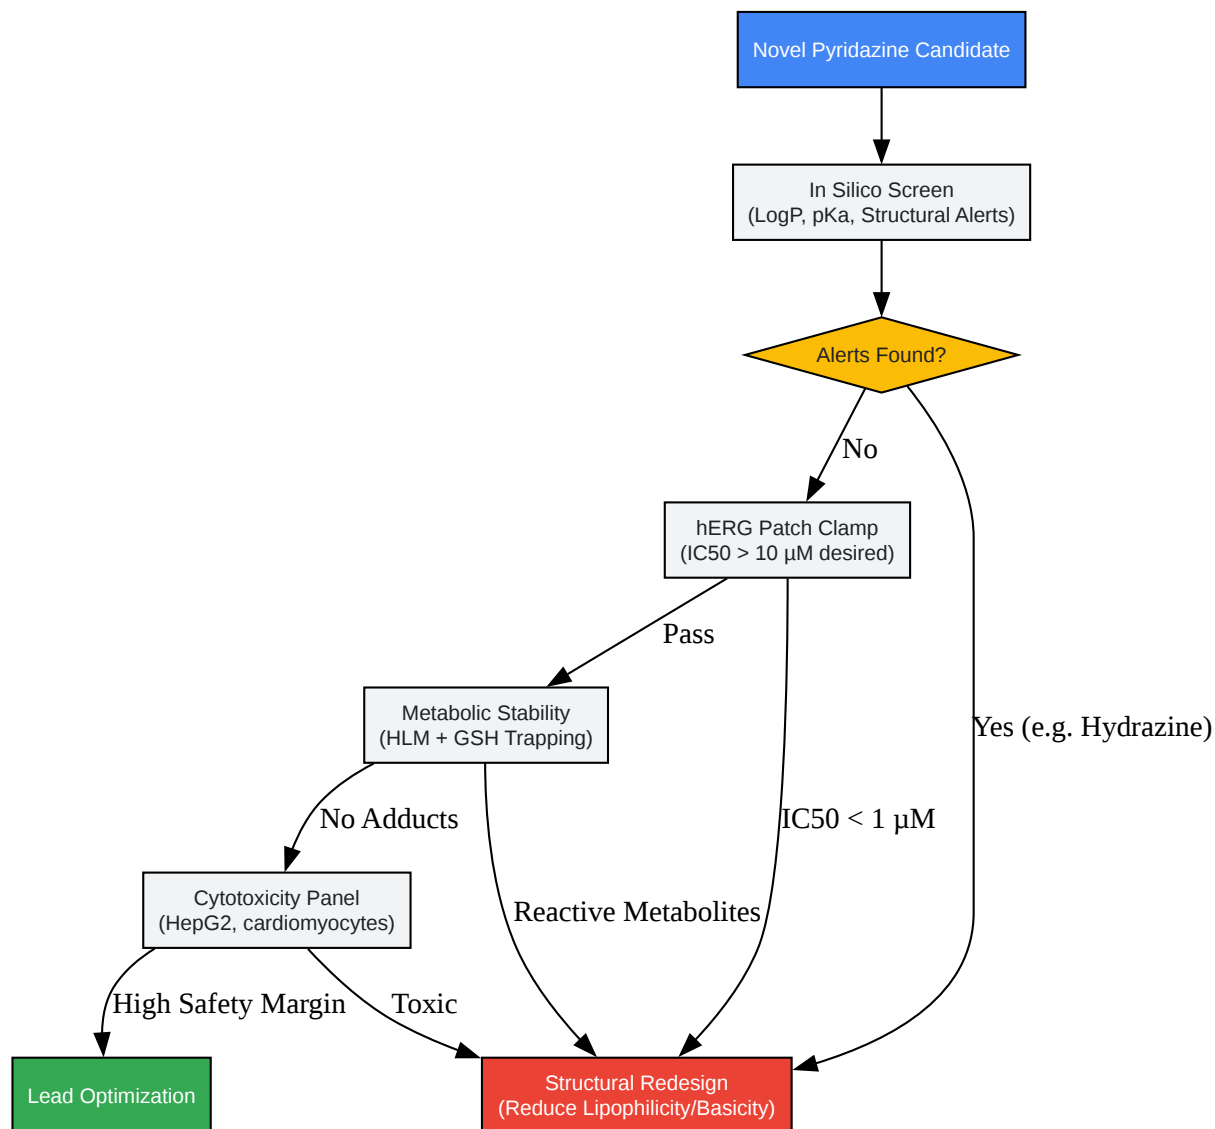 Novel Pyridazine Candidate
In Silico Screen
(LogP, pKa, Structural Alerts)
Alerts Found?
No
hERG Patch Clamp
(IC50 > 10 µM desired)
Pass
Metabolic Stability
(HLM + GSH Trapping)
Yes (e.g. Hydrazine)
No Adducts
IC50 < 1 µM
Cytotoxicity Panel
(HepG2, cardiomyocytes)
Reactive Metabolites
High Safety Margin
Toxic
Lead Optimization
Structural Redesign
(Reduce Lipophilicity/Basicity)